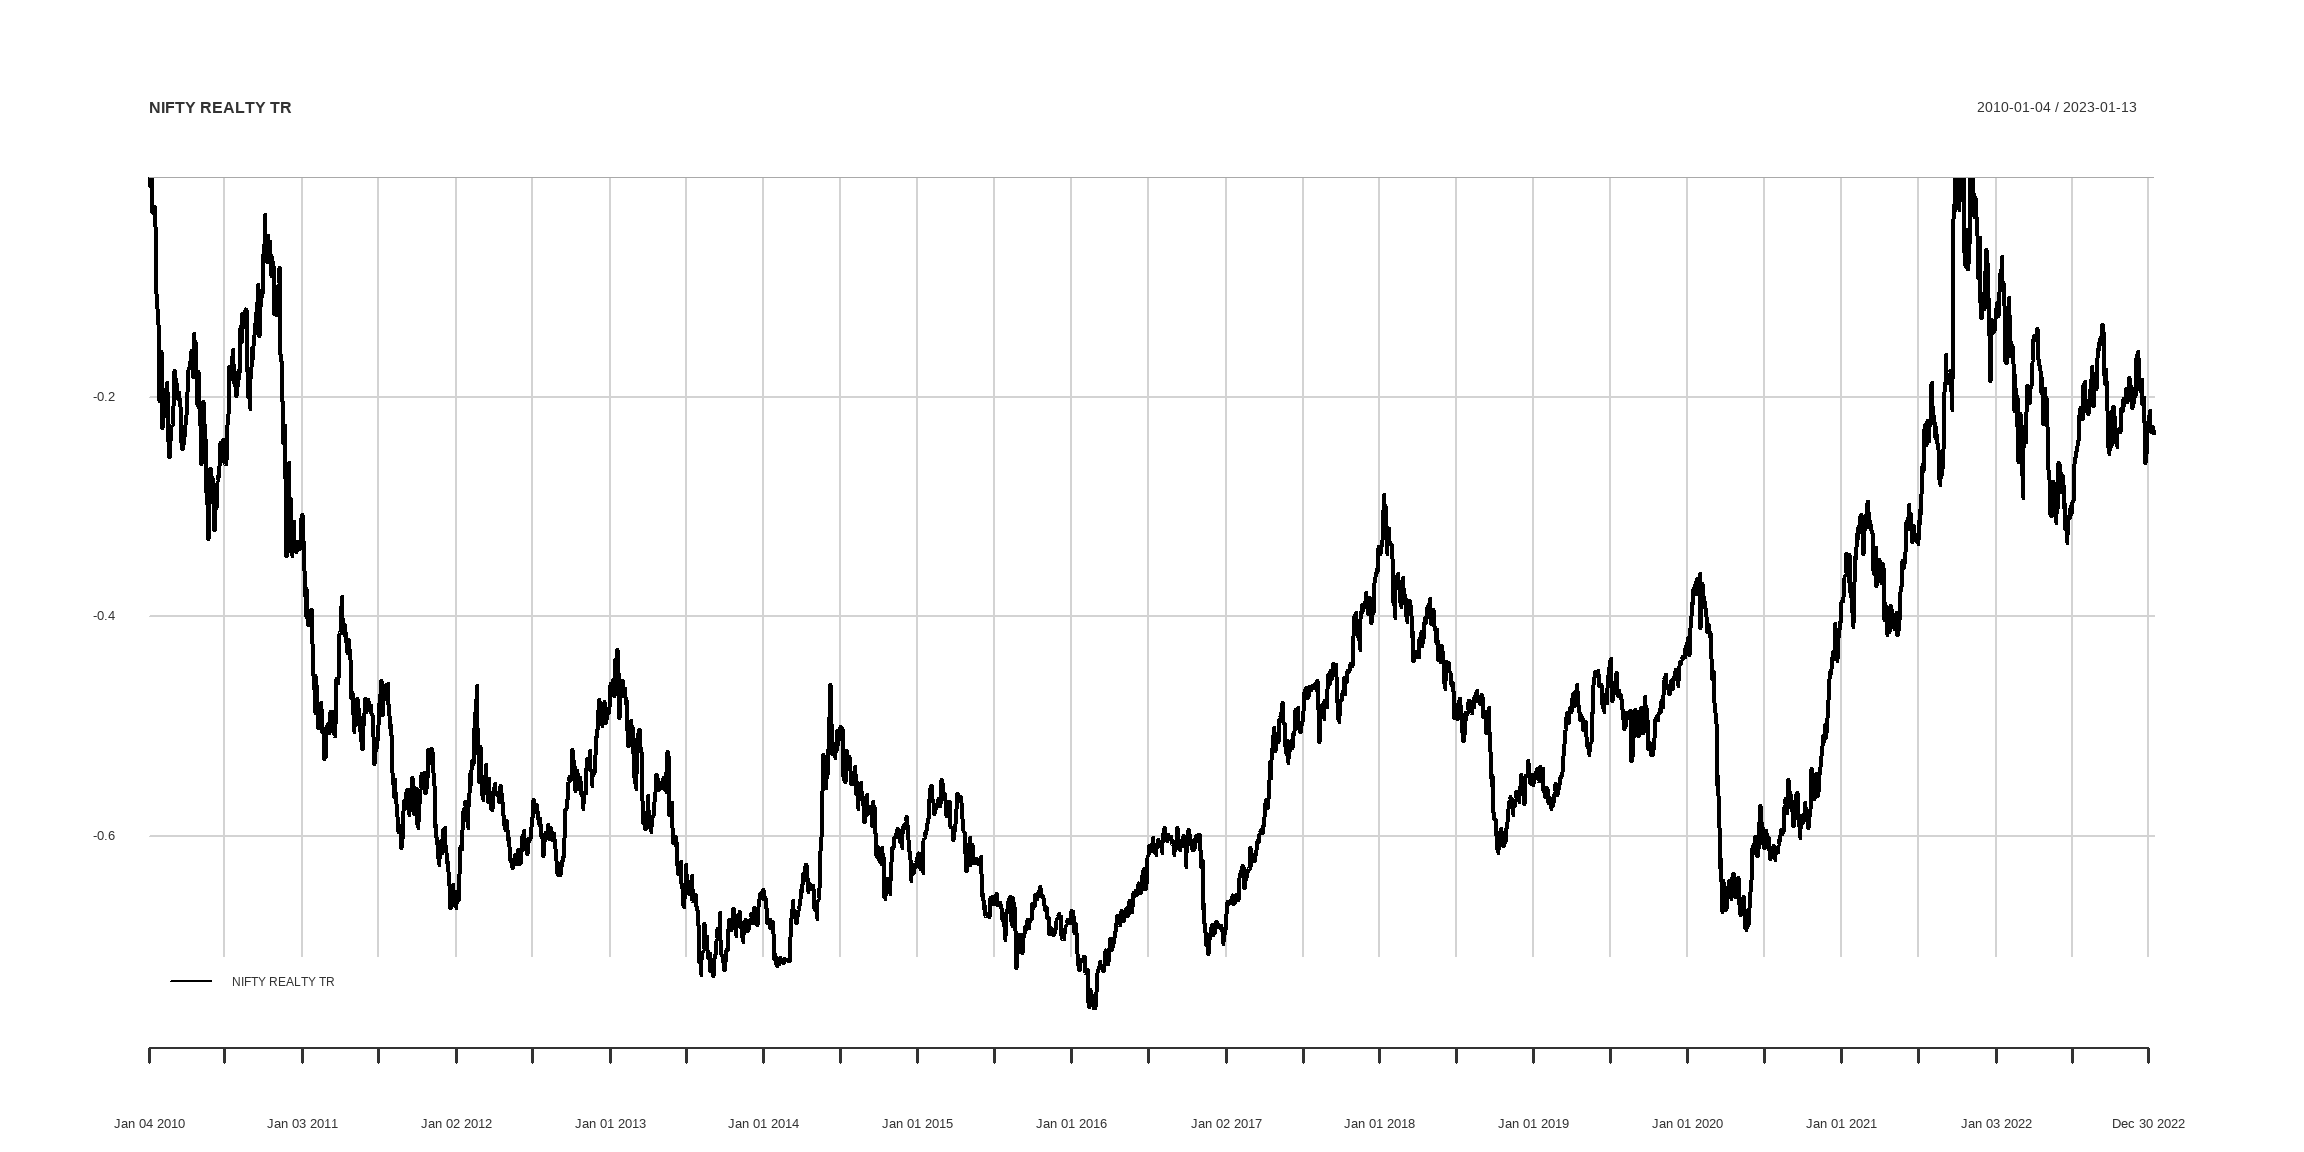 NIFTY REALTY TR
2010-01-04 / 2023-01-13
-0.2
-0.4
-0.6
NIFTY REALTY TR
Jan 04 2010
Jan 03 2011
Jan 02 2012
Jan 01 2013
Jan 01 2014
Jan 01 2015
Jan 01 2016
Jan 02 2017
Jan 01 2018
Jan 01 2019
Jan 01 2020
Jan 01 2021
Jan 03 2022
Dec 30 2022